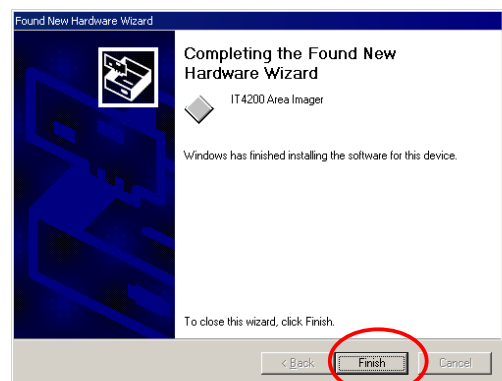 Found New Hardware Wizard
Completing the Found New
Hardware Wizard
IT4200 Area Imager
Windows has finished installing the software for this device.
To close this wizard, click Finish.
< Back
Finish
Cancel